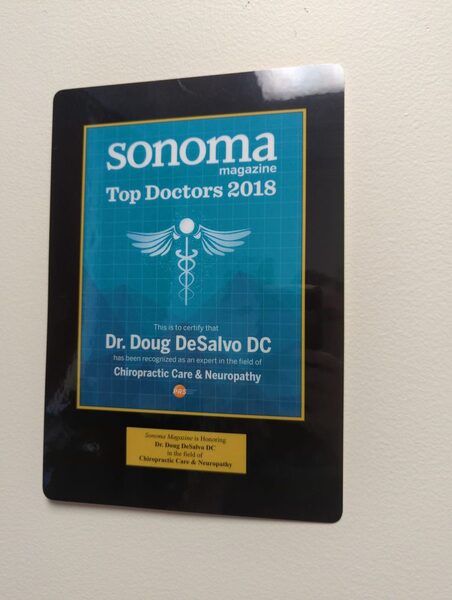 sonoma
magazine
Top Doctors 2018
This is to certify that
Dr. Doug DeSalvo DC
has been recognized as an expert in the field of
Chiropractic Care & Neuropathy
Sonoma Magazine is Honoring
Dr. Doug DeSalvo DC
in the field of
Chiropractic Care & Neuropathy